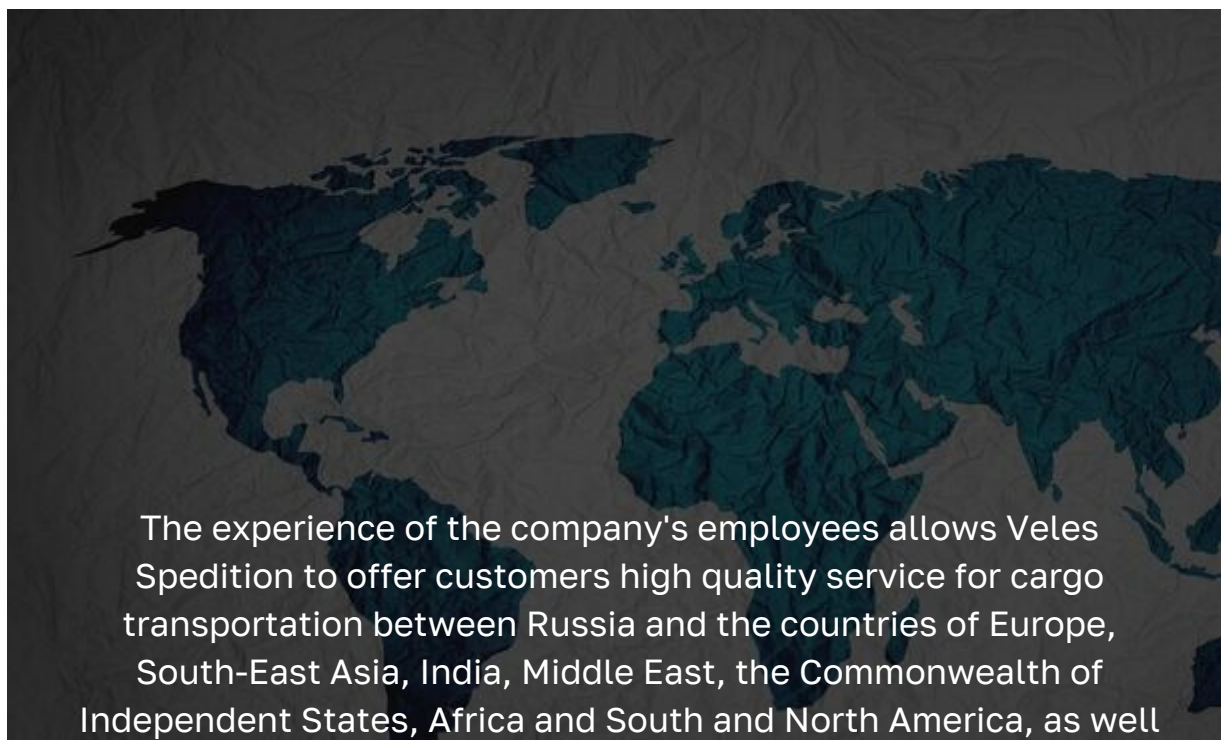 The experience of the company's employees allows Veles
Spedition to offer customers high quality service for cargo
transportation between Russia and the countries of Europe,
South-East Asia, India, Middle East, the Commonwealth of
Independent States, Africa and South and North America, as well